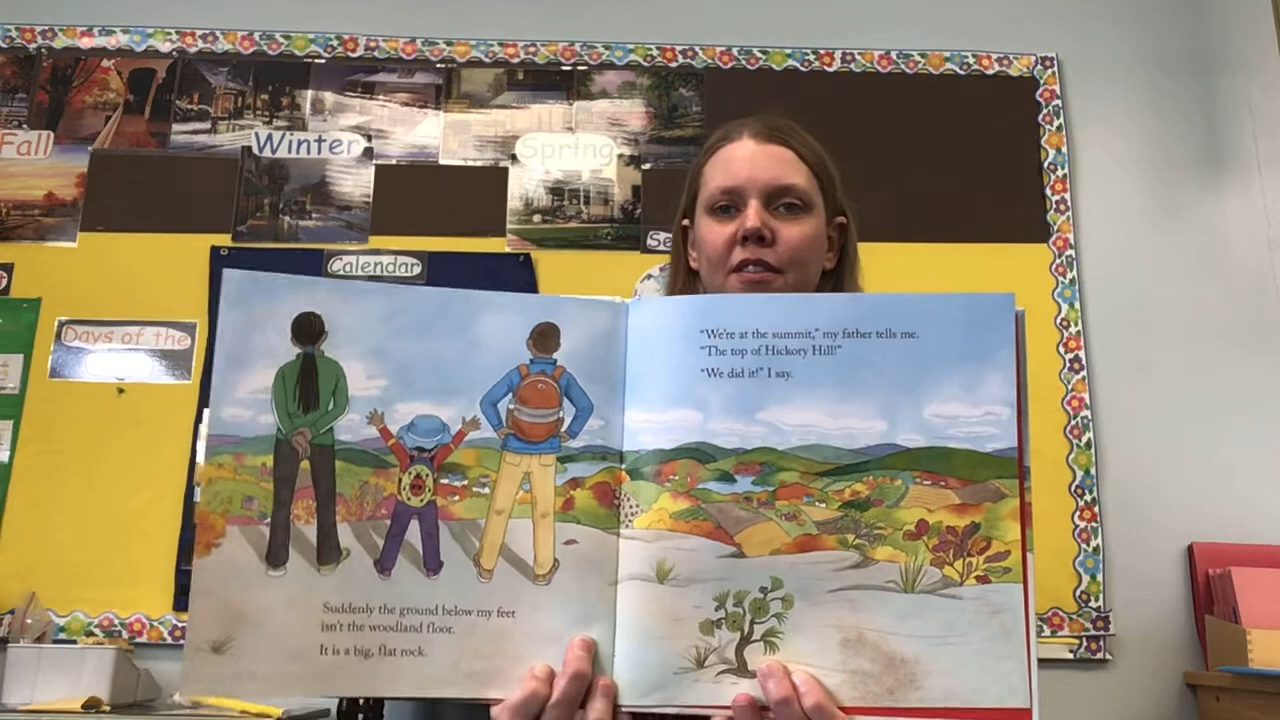 Fall
Winter
Spring
Se
Calendar
Days of the
"We're at the summit," my father tells me.
"The top of Hickory Hill!"
"We did it!" I say.
Suddenly the ground below my feet
isn't the woodland floor.
It is a big, flat rock.